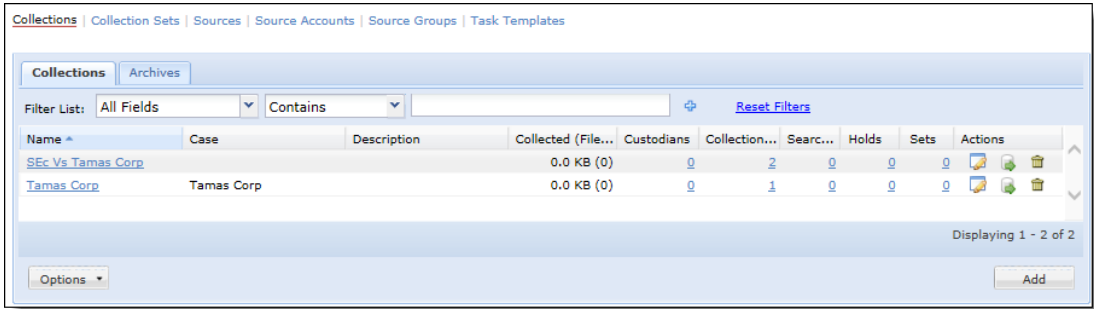 Collections | Collection Sets | Sources | Source Accounts | Source Groups | Task Templates
Collections Archives
Filter List: All Fields Contains Reset Filters
Name Case Description Collected (File... Custodians Collection... Searc... Holds Sets Actions
SEc Vs Tamas Corp 0.0 KB (0) 0 2 0 0 0
Tamas Corp Tamas Corp 0.0 KB (0) 0 1 0 0 0
Displaying 1 - 2 of 2
Options Add